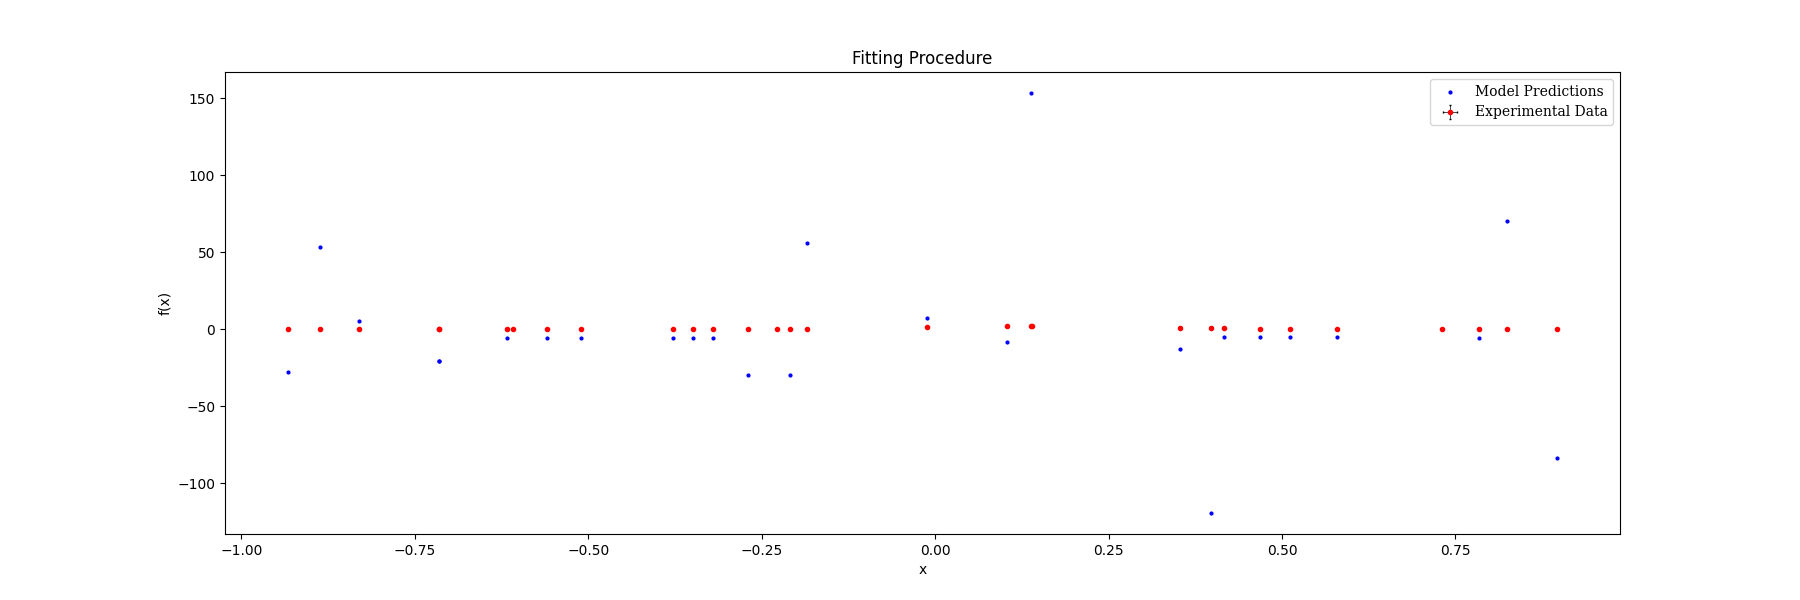 Fitting Procedure
Model Predictions
Experimental Data
f(x)
150
100
50
0
−50
−100
−1.00
−0.75
−0.50
−0.25
0.00
0.25
0.50
0.75
x